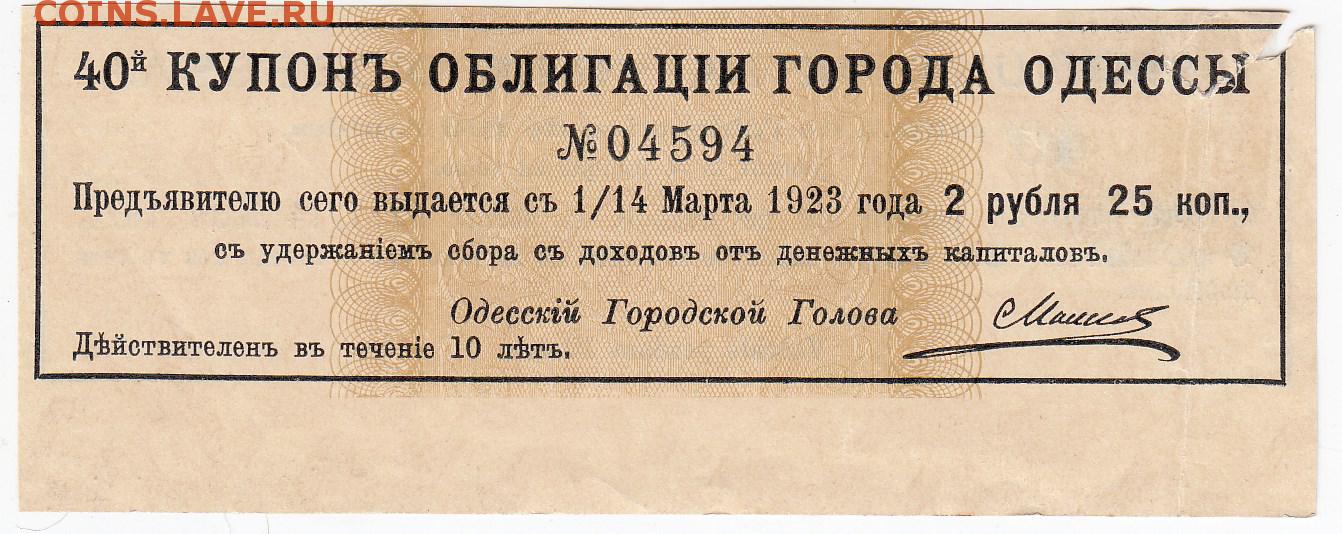 COINS.LAVE.RU
40й КУПОНЪ ОБЛИГАЦІИ ГОРОДА ОДЕССЫ
№04594
Предъявителю сего выдается съ 1/14 Марта 1923 года 2 рубля 25 коп.,
съ удержаніемъ сбора съ доходовъ отъ денежныхъ капиталовъ.
Одесскій Городской Голова
Дѣйствителенъ въ теченіе 10 лѣтъ.